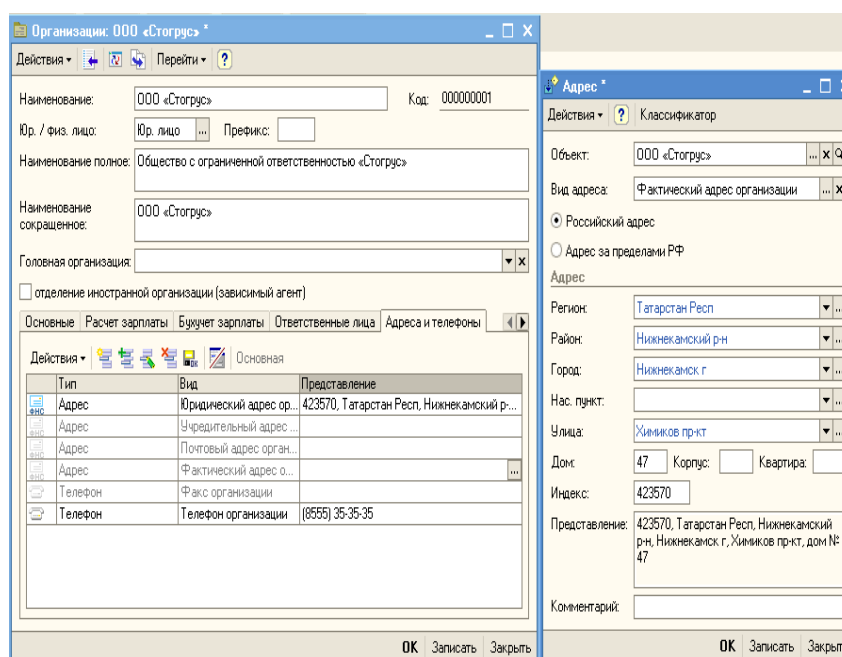 Организации: ООО «Стогрус» *
Действия Перейти ?
Наименование: ООО «Стогрус» Код: 000000001
Юр. / физ. лицо: Юр. лицо ... Префикс:
Наименование полное: Общество с ограниченной ответственностью «Стогрус»
Наименование
сокращенное:
ООО «Стогрус»
Головная организация:
отделение иностранной организации (зависимый агент)
Основные Расчет зарплаты Бухучет зарплаты Ответственные лица Адреса и телефоны
Действия Основная
Тип Вид Представление
ФНС Адрес Юридический адрес ор... 423570, Татарстан Респ, Нижнекамский р-...
ФНС Адрес Учредительный адрес ...
ФНС Адрес Почтовый адрес орган...
ФНС Адрес Фактический адрес о... ...
Телефон Факс организации
Телефон Телефон организации (8555) 35-35-35
OK Записать Закрыть
Адрес *
Действия ? Классификатор
Объект: ООО «Стогрус» ... x
Вид адреса: Фактический адрес организации ... x
Российский адрес
Адрес за пределами РФ
Адрес
Регион: Татарстан Респ
Район: Нижнекамский р-н
Город: Нижнекамск г
Нас. пункт:
Улица: Химиков пр-кт
Дом: 47 Корпус: Квартира:
Индекс: 423570
Представление: 423570, Татарстан Респ, Нижнекамский
р-н, Нижнекамск г, Химиков пр-кт, дом №
47
Комментарий:
OK Записать Закрыт